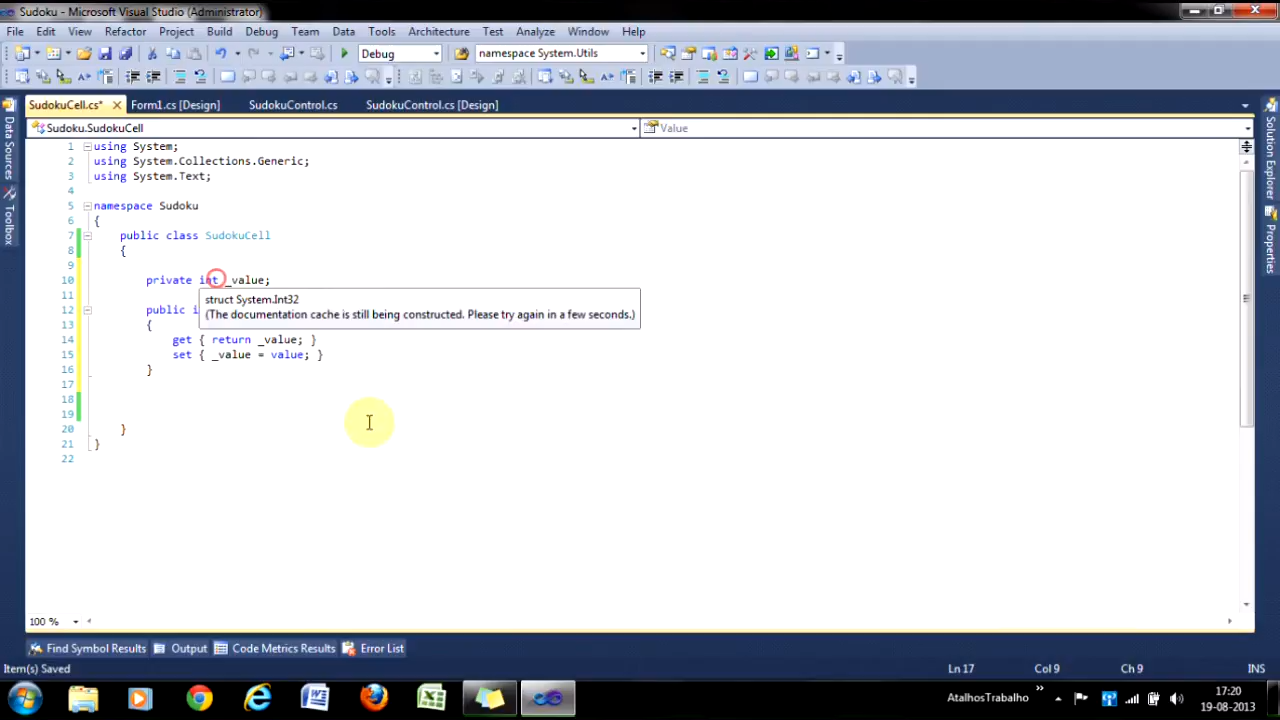 Sudoku - Microsoft Visual Studio (Administrator)
File Edit View Refactor Project Build Debug Team Data Tools Architecture Test Analyze Window Help
Debug namespace System.Utils
SudokuCell.cs* Form1.cs [Design] SudokuControl.cs SudokuControl.cs [Design]
Sudoku.SudokuCell Value
Data Sources
Toolbox
Solution Explorer
Properties
1 using System;
2 using System.Collections.Generic;
3 using System.Text;
4
5 namespace Sudoku
6 {
7 public class SudokuCell
8 {
9
10 private int _value;
11
struct System.Int32
12 public i
(The documentation cache is still being constructed. Please try again in a few seconds.)
13 {
14 get { return _value; }
15 set { _value = value; }
16 }
17
18
19
20 }
21 }
22
100 %
Find Symbol Results Output Code Metrics Results Error List
Item(s) Saved Ln 17 Col 9 Ch 9 INS
AtalhosTrabalho » 17:20
19-08-2013